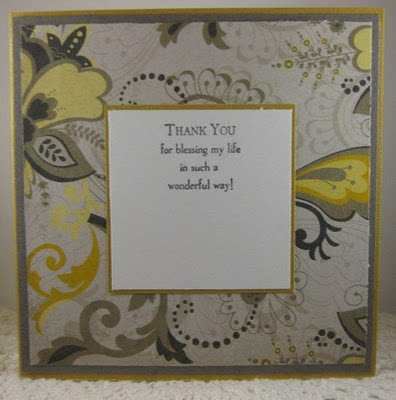 THANK YOU
for blessing my life
in such a
wonderful way!